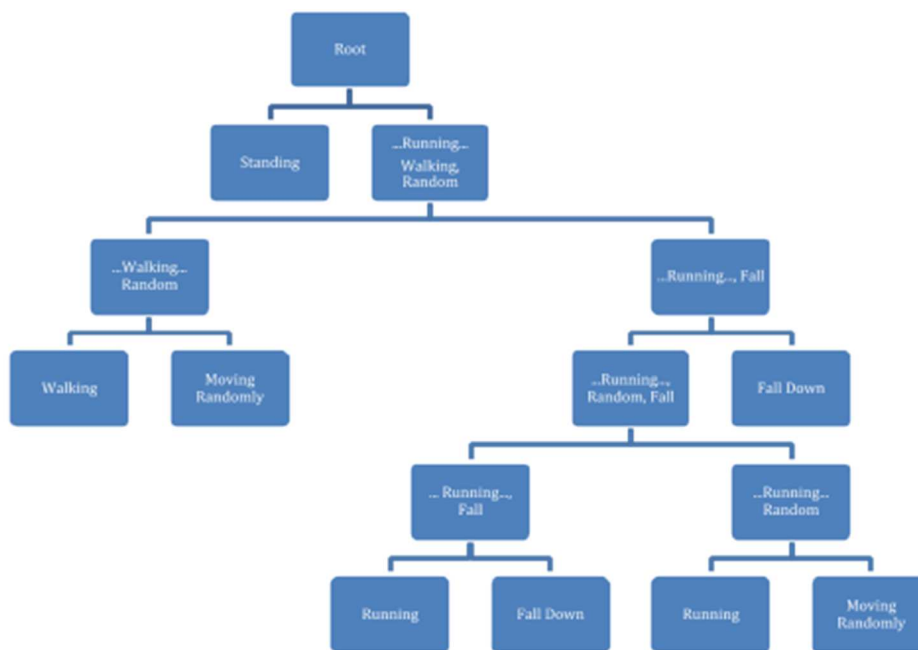 Root
Standing
...Running...
Walking,
Random
...Walking...
Random
...Running.., Fall
Walking
Moving
Randomly
...Running...,
Random, Fall
Fall Down
... Running...,
Fall
...Running...
Random
Running
Fall Down
Running
Moving
Randomly